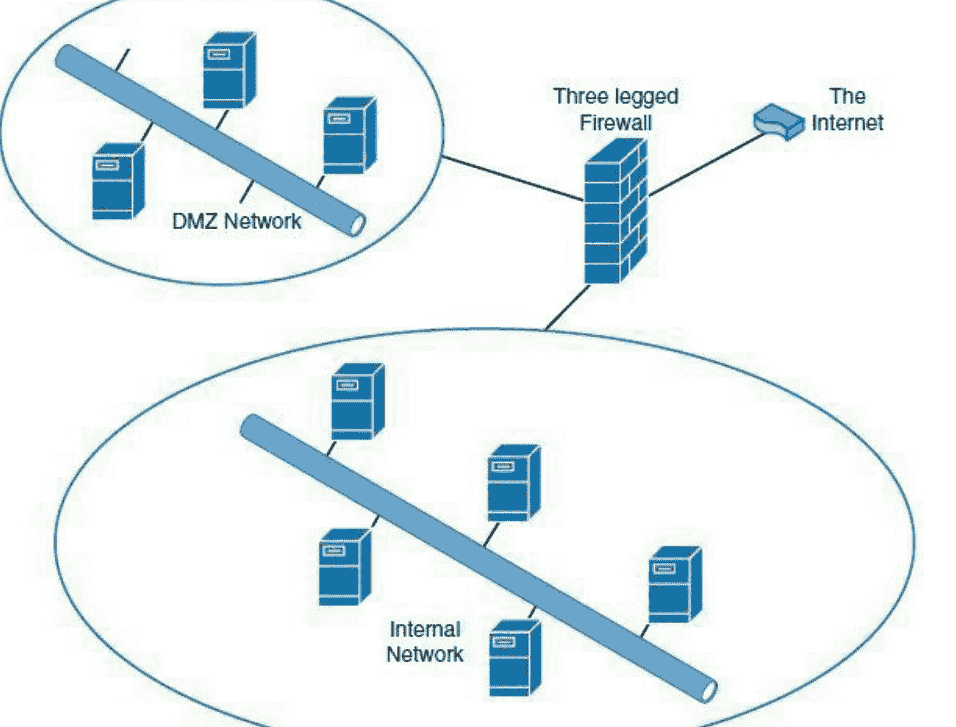 Three legged
Firewall
The
Internet
DMZ Network
Internal
Network